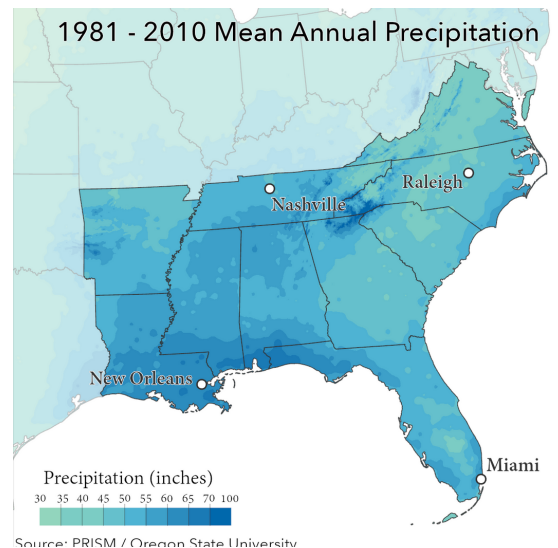 1981 - 2010 Mean Annual Precipitation
Raleigh
Nashville
New Orleans
Miami
Precipitation (inches)
30 35 40 45 50 55 60 65 70 100
Source: PRISM / Oregon State University